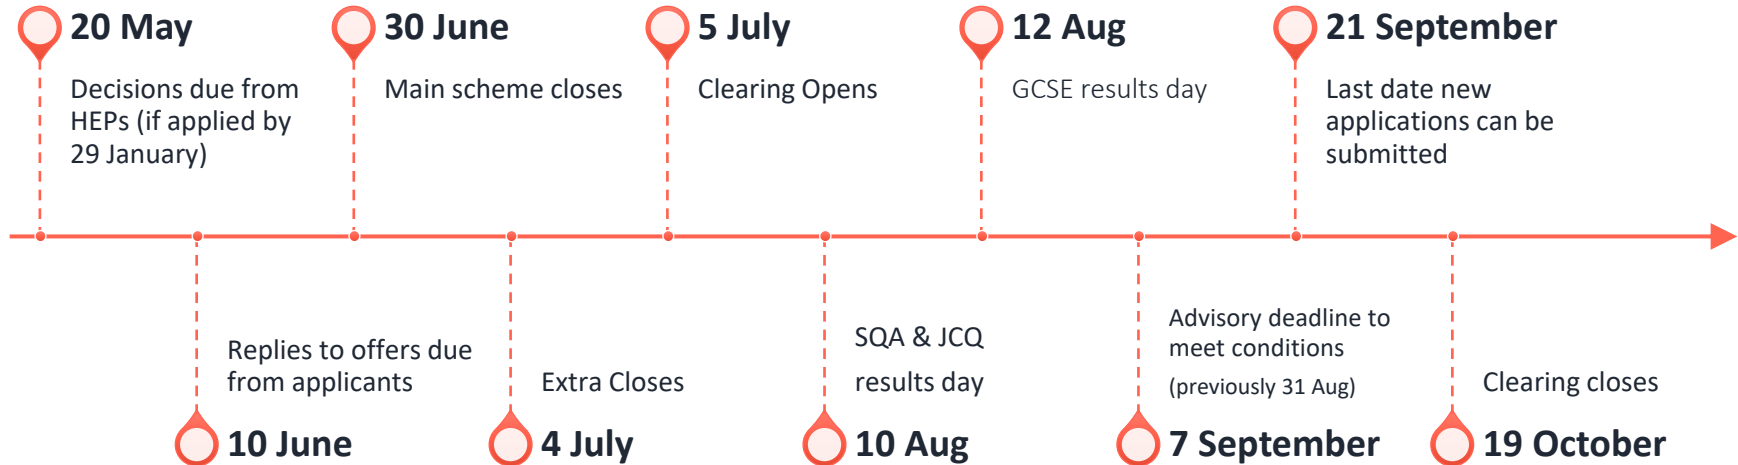 20 May
Decisions due from
HEPs (if applied by
29 January)
30 June
Main scheme closes
5 July
Clearing Opens
12 Aug
GCSE results day
21 September
Last date new
applications can be
submitted
Replies to offers due
from applicants
10 June
Extra Closes
4 July
SQA & JCQ
results day
10 Aug
Advisory deadline to
meet conditions
(previously 31 Aug)
7 September
Clearing closes
19 October